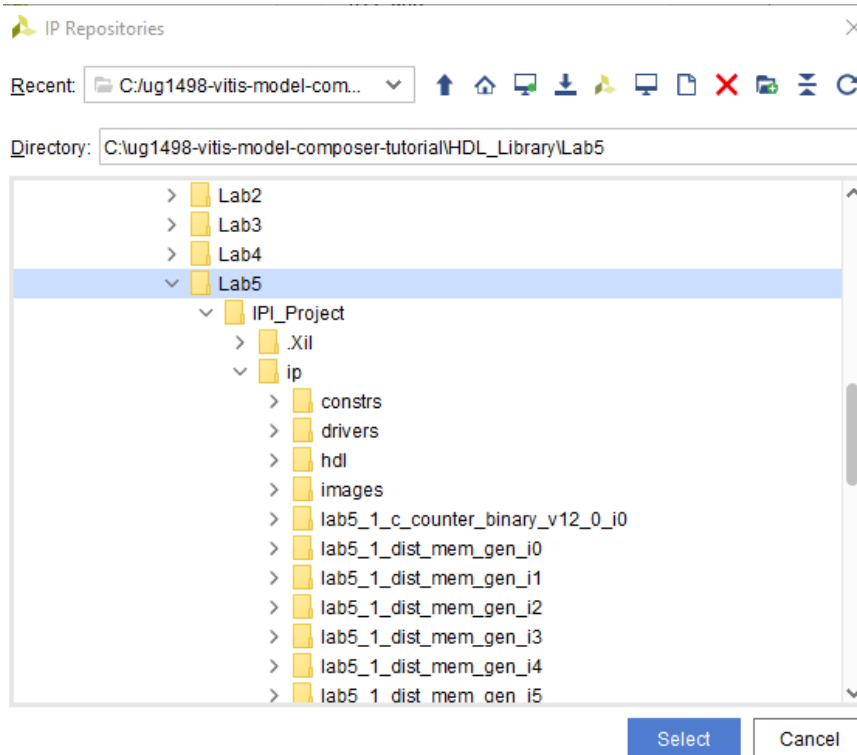 IP Repositories
Recent: C:/ug1498-vitis-model-com...
Directory: C:\ug1498-vitis-model-composer-tutorial\HDL_Library\Lab5
Lab2
Lab3
Lab4
Lab5
IPI_Project
.Xil
ip
constrs
drivers
hdl
images
lab5_1_c_counter_binary_v12_0_i0
lab5_1_dist_mem_gen_i0
lab5_1_dist_mem_gen_i1
lab5_1_dist_mem_gen_i2
lab5_1_dist_mem_gen_i3
lab5_1_dist_mem_gen_i4
lab5_1_dist_mem_gen_i5
Select Cancel